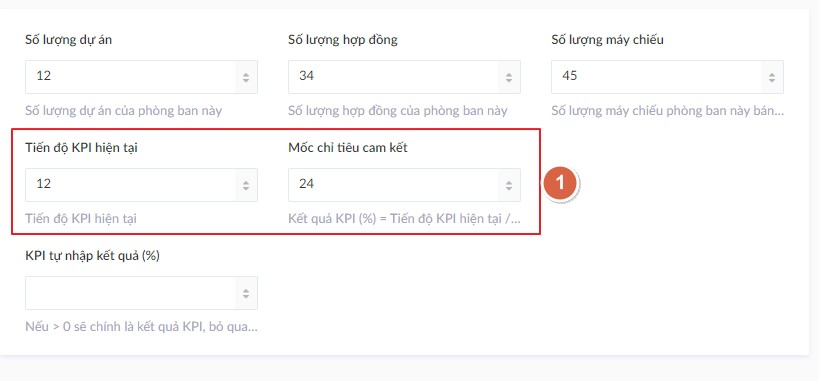 Số lượng dự án
Số lượng hợp đồng
Số lượng máy chiếu
12
34
45
Số lượng dự án của phòng ban này
Số lượng hợp đồng của phòng ban này
Số lượng máy chiếu phòng ban này bán...
Tiến độ KPI hiện tại
Mốc chỉ tiêu cam kết
12
24
1
Tiến độ KPI hiện tại
Kết quả KPI (%) = Tiến độ KPI hiện tại /...
KPI tự nhập kết quả (%)
Nếu > 0 sẽ chính là kết quả KPI, bỏ qua...